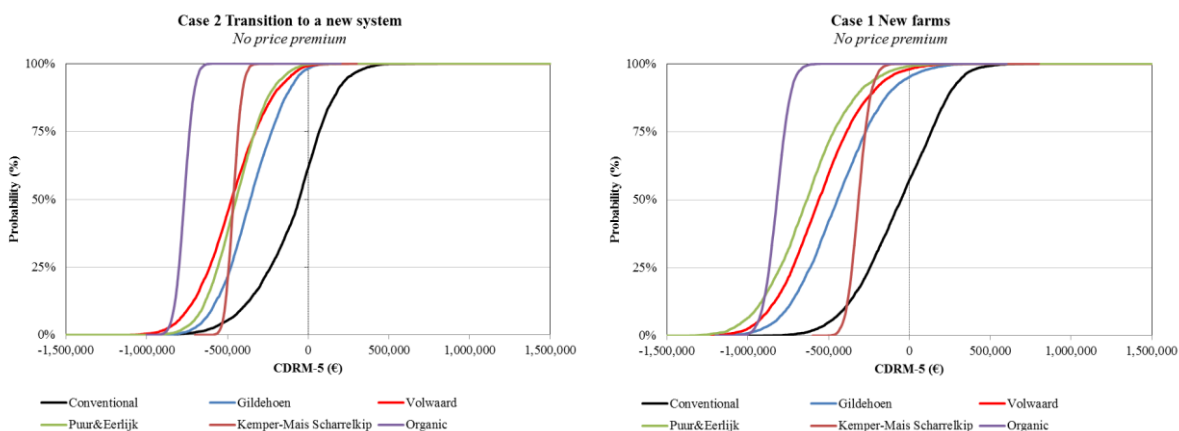 Case 2 Transition to a new system
No price premium
100%
75%
50%
25%
0%
Probability (%)
-1,500,000 -1,000,000 -500,000 0 500,000 1,000,000 1,500,000
CDRM-5 (€)
Conventional Gildehoen Volwaard
Puur&Eerlijk Kemper-Mais Scharrelkip Organic
Case 1 New farms
No price premium
100%
75%
50%
25%
0%
Probability (%)
-1,500,000 -1,000,000 -500,000 0 500,000 1,000,000 1,500,000
CDRM-5 (€)
Conventional Gildehoen Volwaard
Puur&Eerlijk Kemper-Mais Scharrelkip Organic